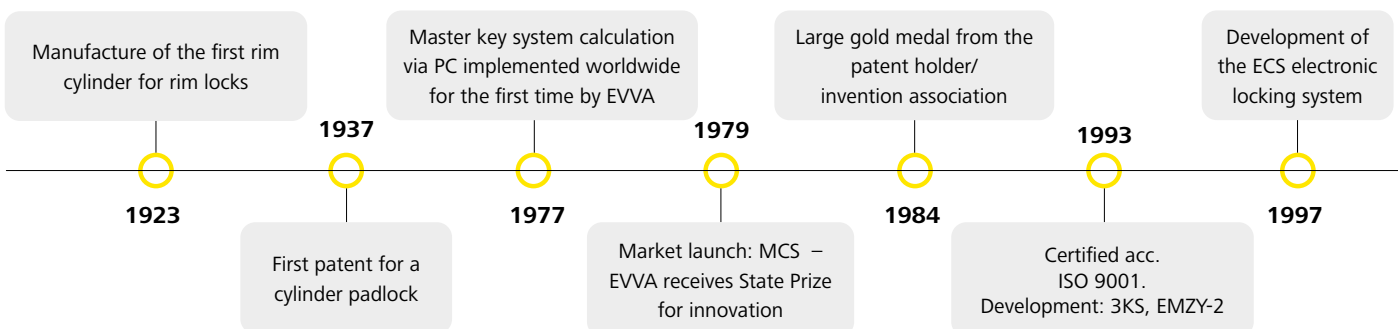 Manufacture of the first rim
cylinder for rim locks
1923
1937
First patent for a
cylinder padlock
Master key system calculation
via PC implemented worldwide
for the first time by EVVA
1977
1979
Market launch: MCS –
EVVA receives State Prize
for innovation
Large gold medal from the
patent holder/
invention association
1984
1993
Certified acc.
ISO 9001.
Development: 3KS, EMZY-2
Development of
the ECS electronic
locking system
1997